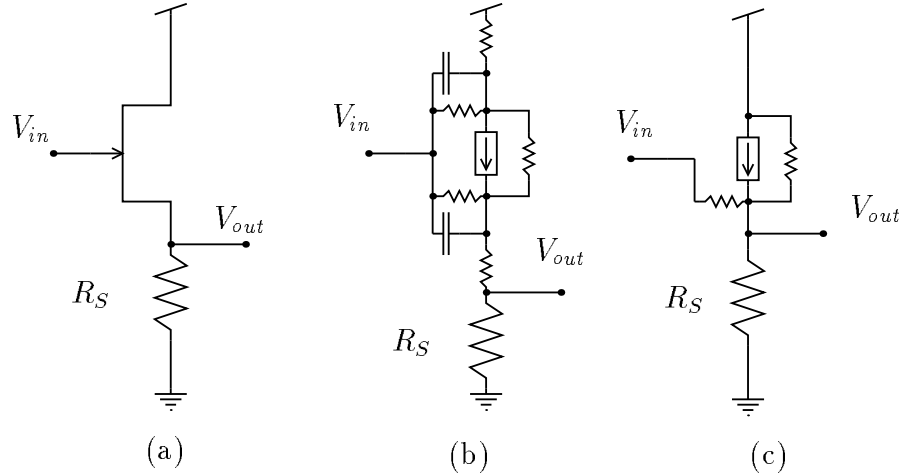 V_in
V_out
R_S
(a)
V_in
V_out
R_S
(b)
V_in
V_out
R_S
(c)